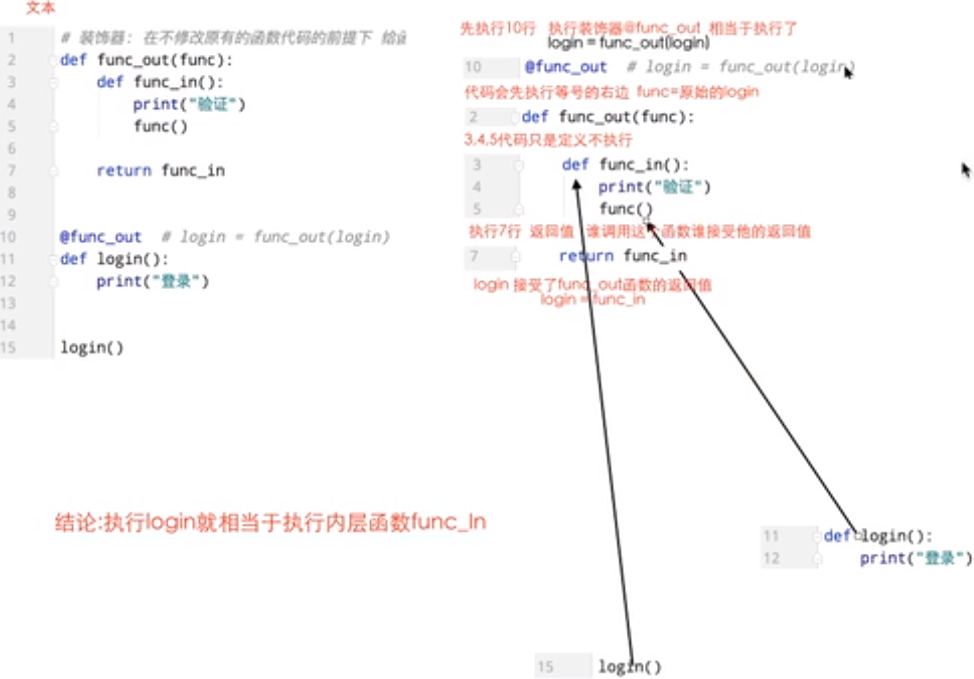 文本
1 # 装饰器: 在不修改原有的函数代码的前提下 给
2 def func_out(func):
3 def func_in():
4 print("验证")
5 func()
6
7 return func_in
8
9
10 @func_out # login = func_out(login)
11 def login():
12 print("登录")
13
14
15 login()
先执行10行 执行装饰器@func_out 相当于执行了
login = func_out(login)
10 @func_out # login = func_out(login)
代码会先执行等号的右边 func=原始的login
2 def func_out(func):
3.4.5代码只是定义不执行
3 def func_in():
4 print("验证")
5 func()
执行7行 返回值 谁调用这个函数谁接受他的返回值
7 return func_in
login 接受了func_out函数的返回值
login = func_in
结论:执行login就相当于执行内层函数func_In
11 def login():
12 print("登录")
15 login()